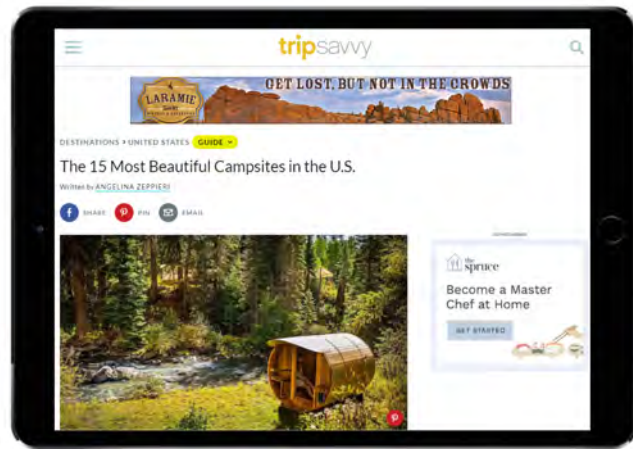 tripsavvy
LARAMIE
GET LOST, BUT NOT IN THE CROWDS
DESTINATIONS > UNITED STATES GUIDE
The 15 Most Beautiful Campsites in the U.S.
Written by ANGELINA ZEPPIERI
SHARE PIN EMAIL
the
spruce
Become a Master
Chef at Home
GET STARTED